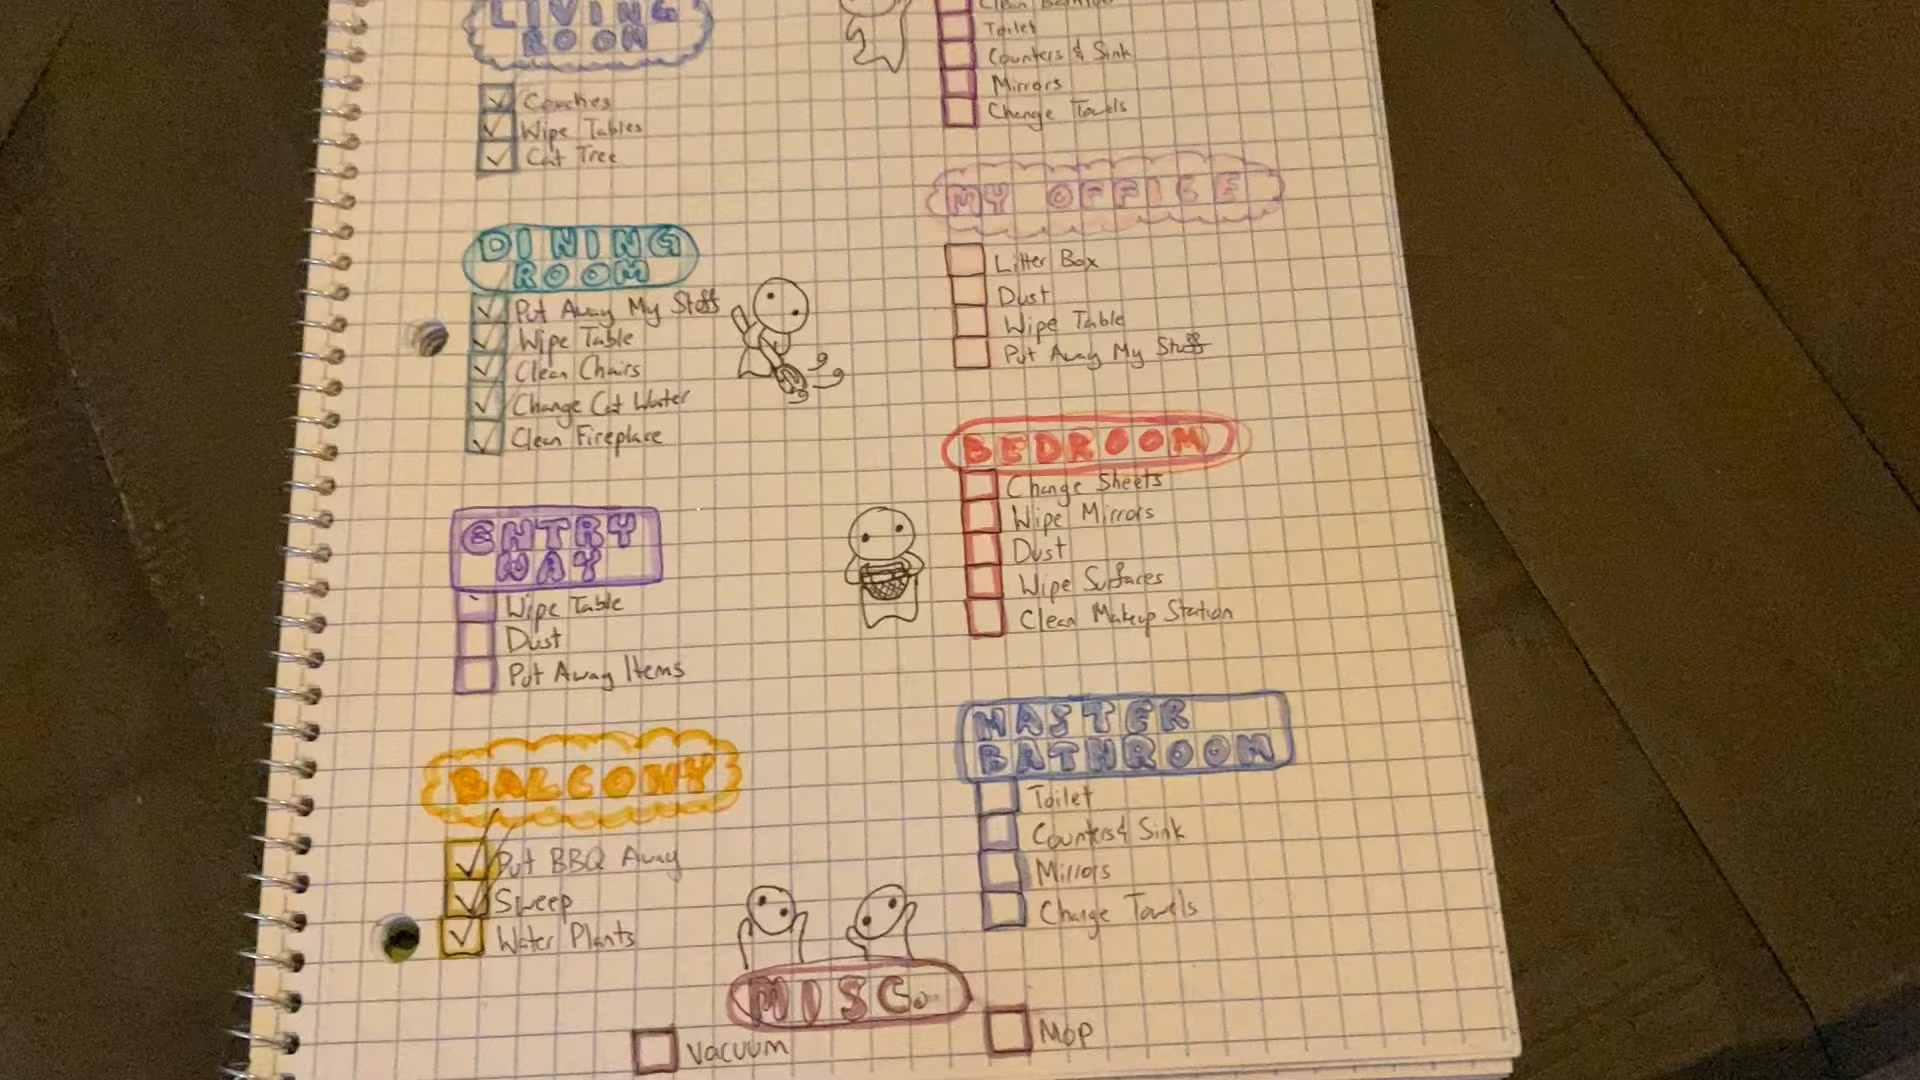 LIVING
ROOM
Couches
Wipe Tables
Cat Tree
DINING
ROOM
Put Away My Stuff
Wipe Table
Clean Chairs
Change Cat Water
Clean Fireplace
ENTRY
WAY
Wipe Table
Dust
Put Away Items
BALCONY
Put BBQ Away
Sweep
Water Plants
Clean
Toilet
Counters & Sink
Mirrors
Change Towels
MY OFFICE
Litter Box
Dust
Wipe Table
Put Away My Stuff
BEDROOM
Change Sheets
Wipe Mirrors
Dust
Wipe Surfaces
Clean Makeup Station
MASTER
BATHROOM
Toilet
Counters & Sink
Mirrors
Change Towels
MISC.
Vacuum
Mop